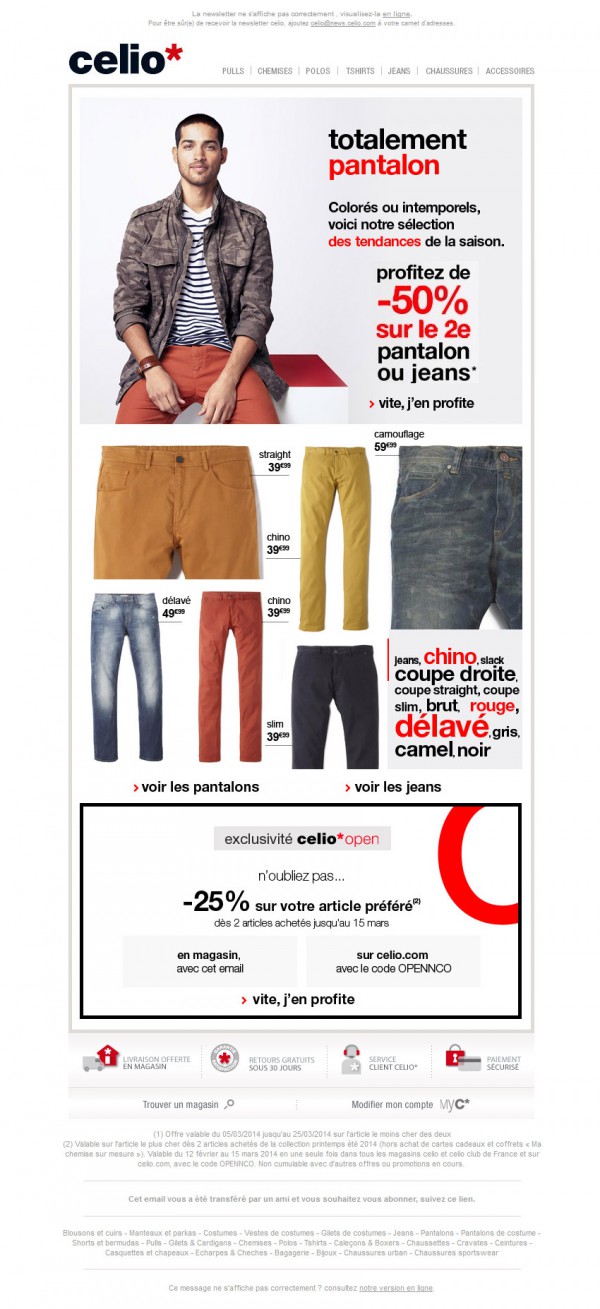 La newsletter ne s'affiche pas correctement , visualisez-la en ligne.
Pour être sûr(e) de recevoir la newsletter celio, ajoutez celio@news.celio.com à votre carnet d'adresses.
celio*
PULLS | CHEMISES | POLOS | TSHIRTS | JEANS | CHAUSSURES | ACCESSOIRES
totalement
pantalon
Colorés ou intemporels,
voici notre sélection
des tendances de la saison.
profitez de
-50%
sur le 2e
pantalon
ou jeans*
> vite, j'en profite
camouflage
59€99
straight
39€99
chino
39€99
délavé
49€99
chino
39€99
slim
39€99
jeans, chino, slack
coupe droite,
coupe straight, coupe
slim, brut, rouge,
délavé, gris,
camel, noir
> voir les pantalons
> voir les jeans
exclusivité celio*open
n'oubliez pas...
-25% sur votre article préféré(2)
dès 2 articles achetés jusqu'au 15 mars
en magasin,
avec cet email
sur celio.com
avec le code OPENNCO
> vite, j'en profite
LIVRAISON OFFERTE
EN MAGASIN
RETOURS GRATUITS
SOUS 30 JOURS
SERVICE
CLIENT CELIO*
PAIEMENT
SÉCURISÉ
Trouver un magasin
Modifier mon compte MyC*
(1) Offre valable du 05/03/2014 jusqu'au 25/03/2014 sur l'article le moins cher des deux
(2) Valable sur l'article le plus cher dès 2 articles achetés de la collection printemps été 2014 (hors achat de cartes cadeaux et coffrets « Ma
chemise sur mesure »). Valable du 12 février au 15 mars 2014 en une seule fois dans tous les magasins celio et celio club de France et sur
celio.com, avec le code OPENNCO. Non cumulable avec d'autres offres ou promotions en cours.
Cet email vous a été transféré par un ami et vous souhaitez vous abonner, suivez ce lien.
Blousons et cuirs - Manteaux et parkas - Costumes - Vestes de costumes - Gilets de costumes - Jeans - Pantalons - Pantalons de costume -
Shorts et bermudas - Pulls - Gilets & Cardigans - Chemises - Polos - Tshirts - Caleçons & Boxers - Chaussettes - Cravates - Ceintures -
Casquettes et chapeaux - Echarpes & Cheches - Bagagerie - Bijoux - Chaussures urban - Chaussures sportswear
Ce message ne s'affiche pas correctement ? consultez notre version en ligne.